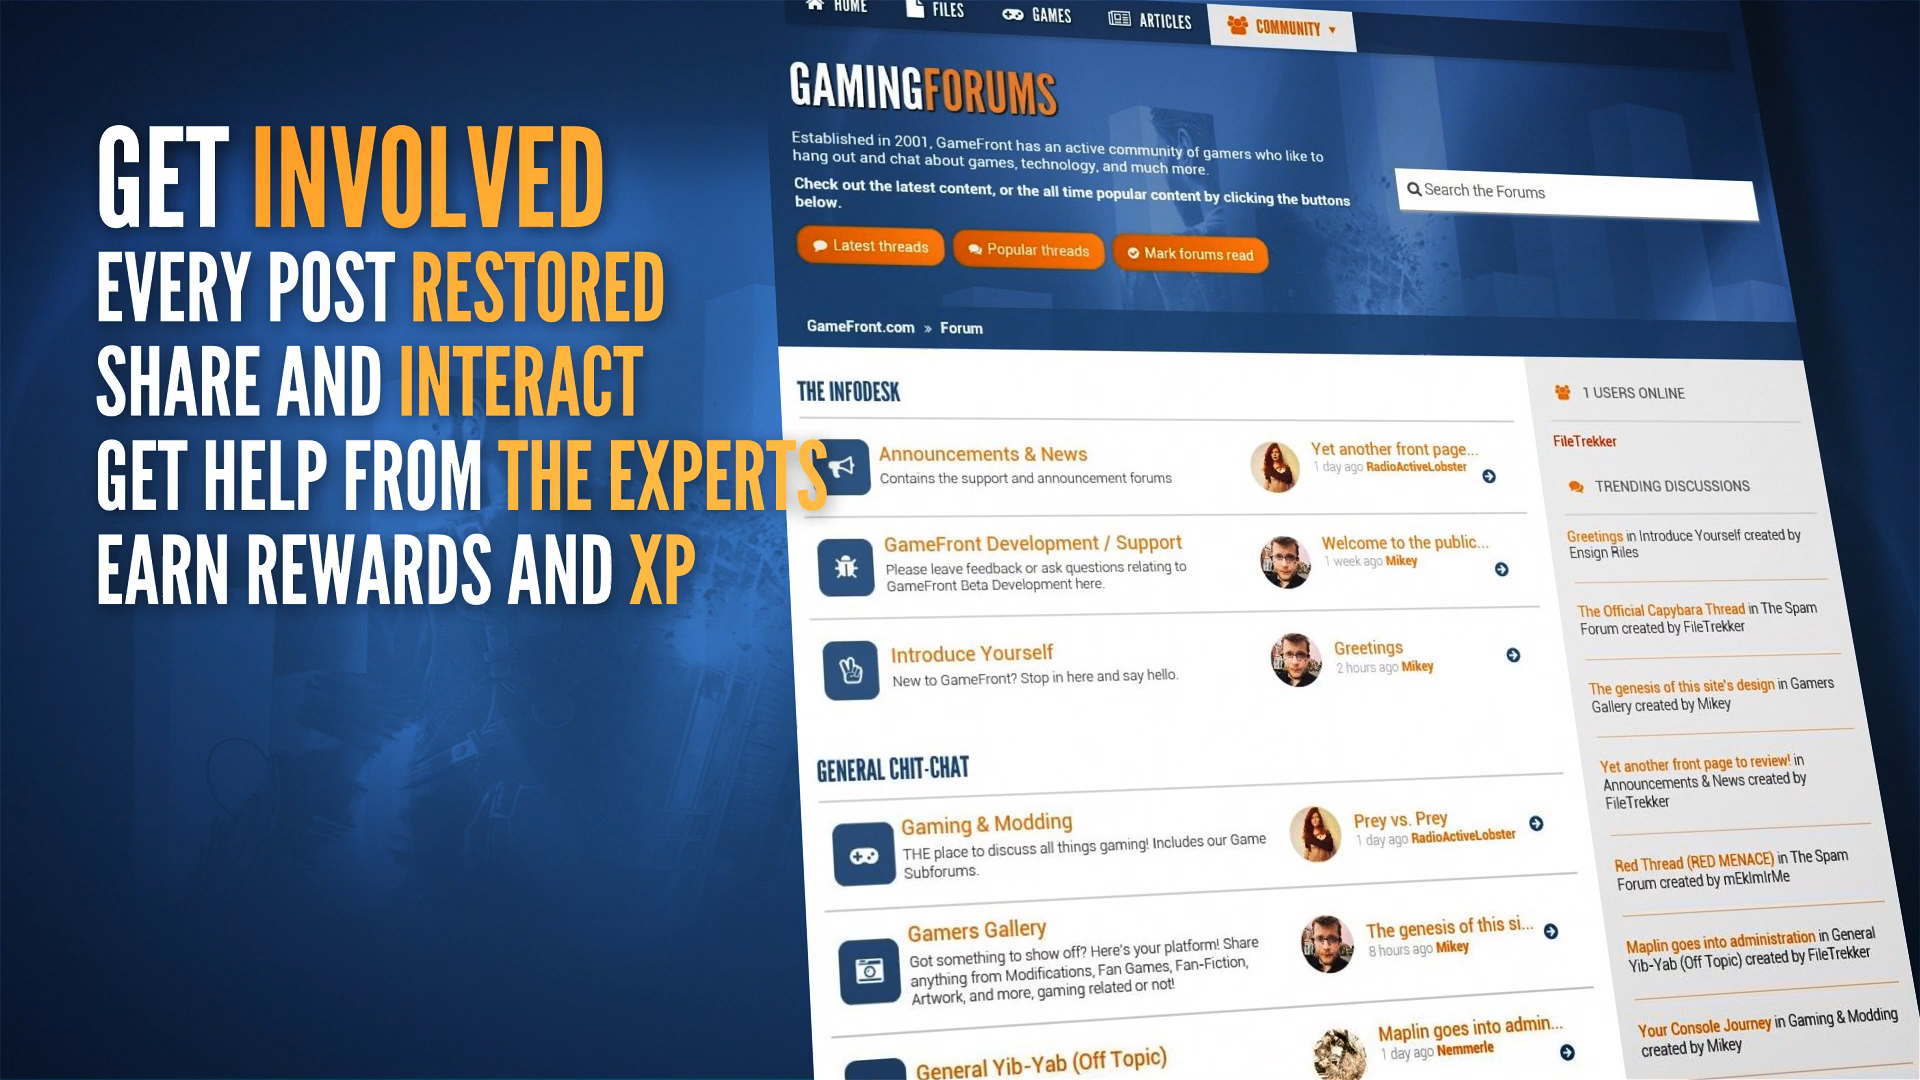 GET INVOLVED
EVERY POST RESTORED
SHARE AND INTERACT
GET HELP FROM THE EXPERTS
EARN REWARDS AND XP
HOME FILES GAMES ARTICLES COMMUNITY
GAMINGFORUMS
Established in 2001, GameFront has an active community of gamers who like to
hang out and chat about games, technology, and much more.
Check out the latest content, or the all time popular content by clicking the buttons
below.
Search the Forums
Latest threads Popular threads Mark forums read
GameFront.com » Forum
THE INFODESK
Announcements & News
Contains the support and announcement forums
Yet another front page...
1 day ago RadioActiveLobster
GameFront Development / Support
Please leave feedback or ask questions relating to
GameFront Beta Development here.
Welcome to the public...
1 week ago Mikey
Introduce Yourself
New to GameFront? Stop in here and say hello.
Greetings
2 hours ago Mikey
GENERAL CHIT-CHAT
Gaming & Modding
THE place to discuss all things gaming! Includes our Game
Subforums.
Prey vs. Prey
1 day ago RadioActiveLobster
Gamers Gallery
Got something to show off? Here's your platform! Share
anything from Modifications, Fan Games, Fan-Fiction,
Artwork, and more, gaming related or not!
The genesis of this si...
8 hours ago Mikey
General Yib-Yab (Off Topic)
Maplin goes into admin...
1 day ago Nemmerle
1 USERS ONLINE
FileTrekker
TRENDING DISCUSSIONS
Greetings in Introduce Yourself created by
Ensign Riles
The Official Capybara Thread in The Spam
Forum created by FileTrekker
The genesis of this site's design in Gamers
Gallery created by Mikey
Yet another front page to review! in
Announcements & News created by
FileTrekker
Red Thread (RED MENACE) in The Spam
Forum created by mEkImIrMe
Maplin goes into administration in General
Yib-Yab (Off Topic) created by FileTrekker
Your Console Journey in Gaming & Modding
created by Mikey